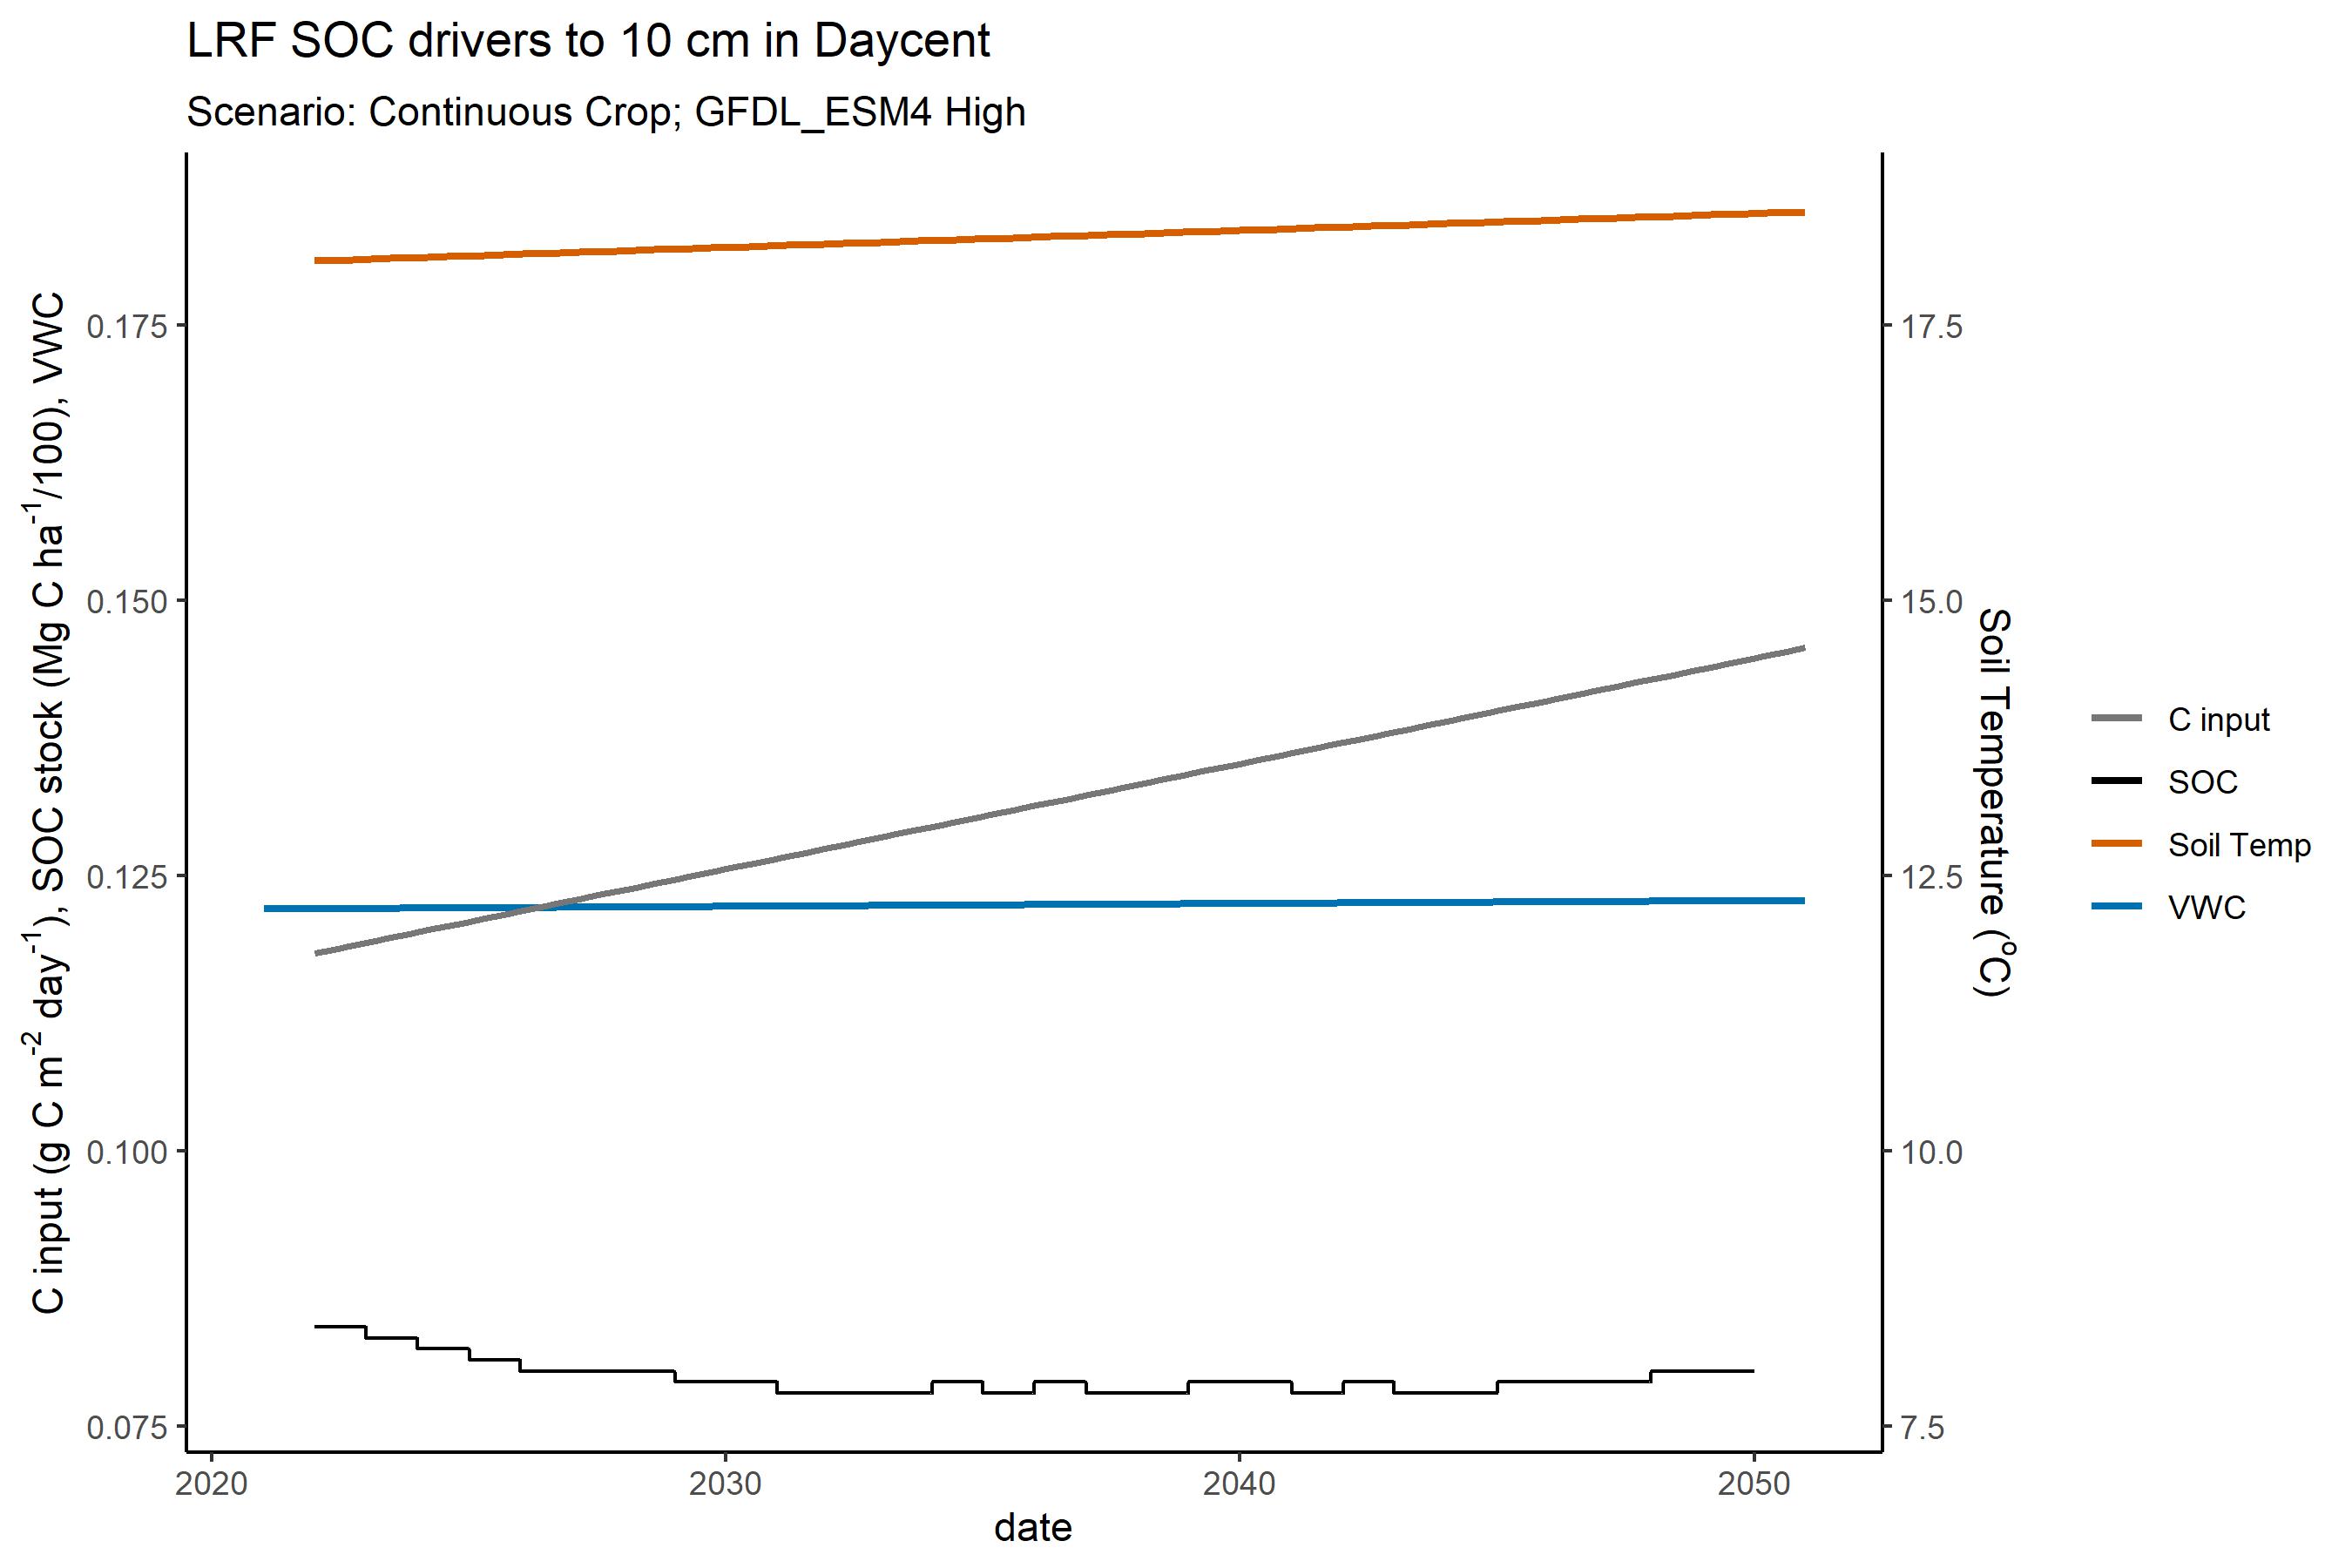 LRF SOC drivers to 10 cm in Daycent
Scenario: Continuous Crop; GFDL_ESM4 High
C input (g C m-2 day-1), SOC stock (Mg C ha-1/100), VWC
0.175
0.150
0.125
0.100
0.075
2020
2030
2040
2050
date
17.5
15.0
12.5
10.0
7.5
Soil Temperature (oC)
C input
SOC
Soil Temp
VWC